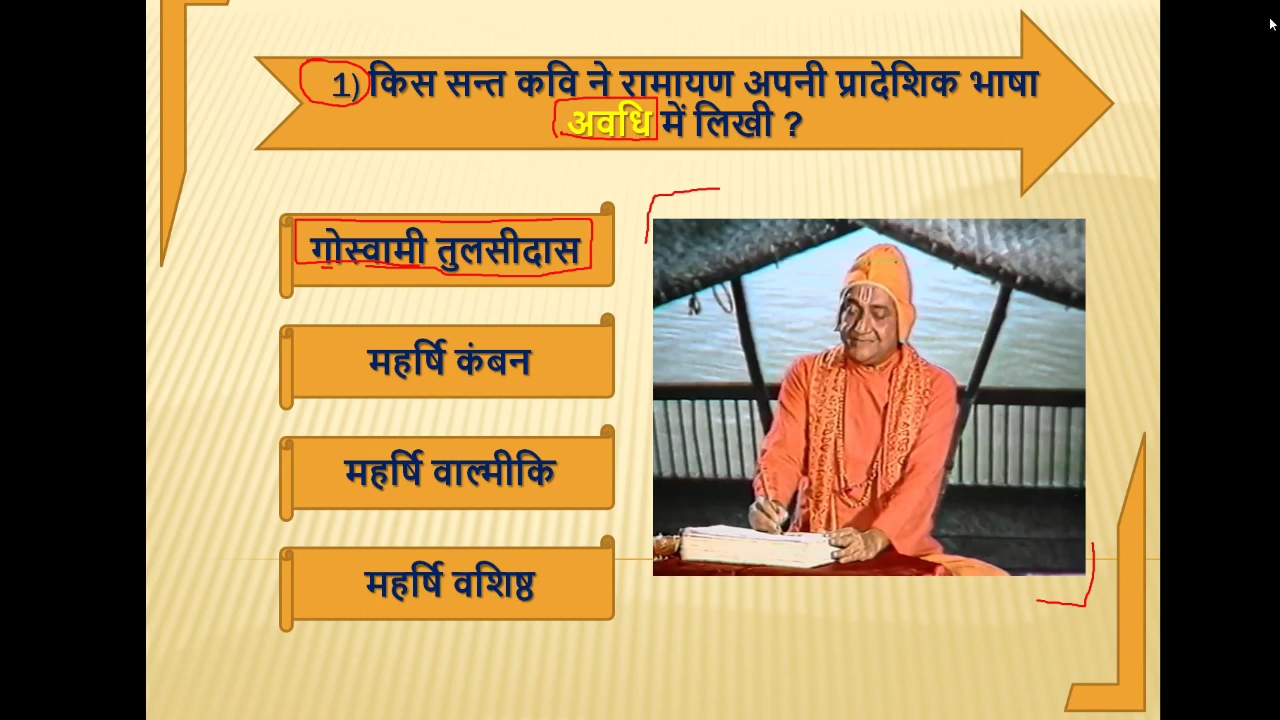 1) किस सन्त कवि ने रामायण अपनी प्रादेशिक भाषा
अवधि में लिखी ?
गोस्वामी तुलसीदास
महर्षि कंबन
महर्षि वाल्मीकि
महर्षि वशिष्ठ